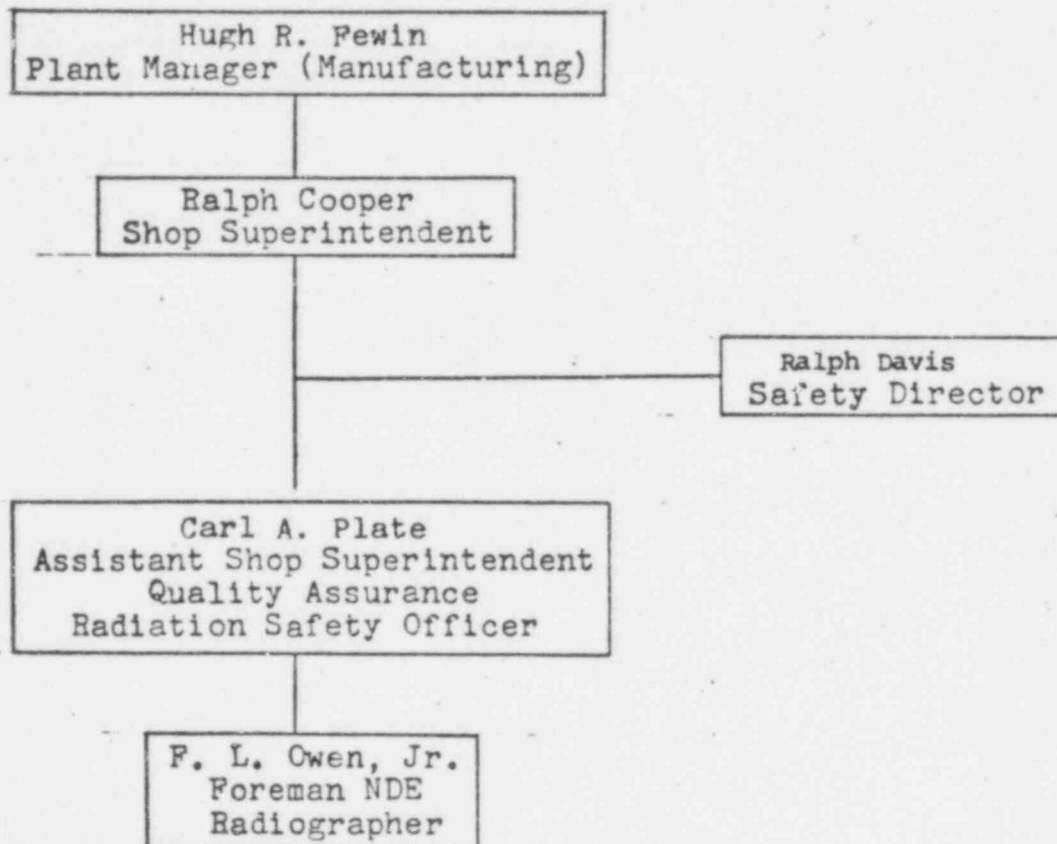 Hugh R. Fewin
Plant Manager (Manufacturing)
Ralph Cooper
Shop Superintendent
Ralph Davis
Safety Director
Carl A. Plate
Assistant Shop Superintendent
Quality Assurance
Radiation Safety Officer
F. L. Owen, Jr.
Foreman NDE
Radiographer